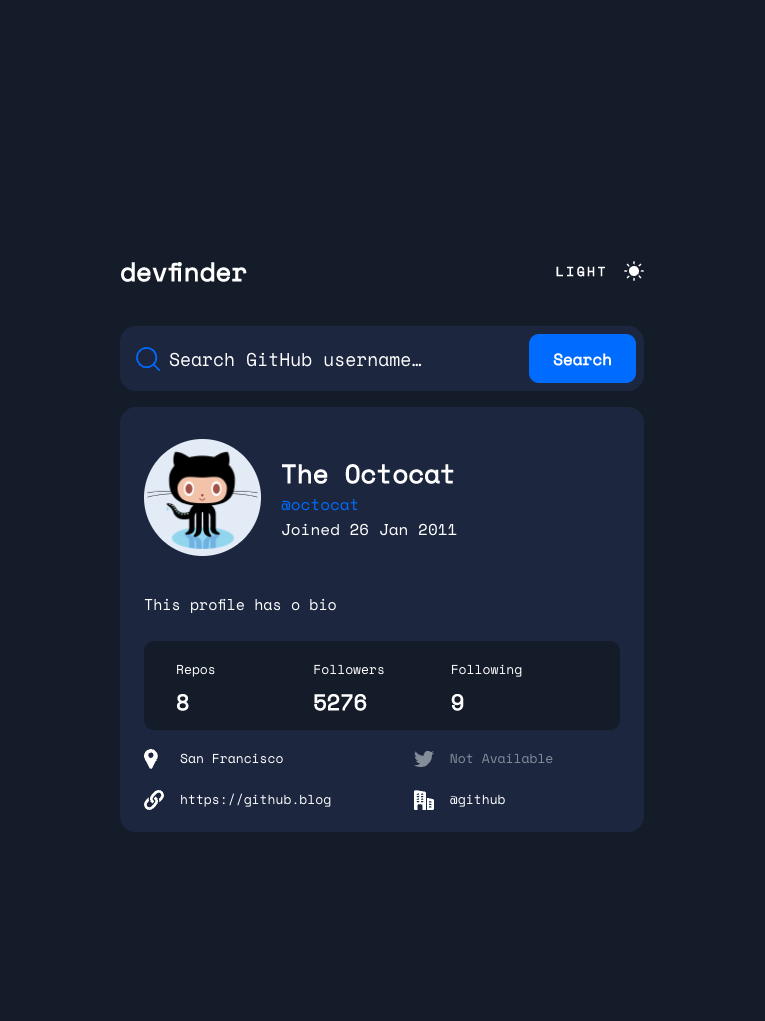 devfinder
LIGHT
Search GitHub username…
Search
The Octocat
@octocat
Joined 26 Jan 2011
This profile has o bio
Repos Followers Following
8 5276 9
San Francisco Not Available
https://github.blog @github